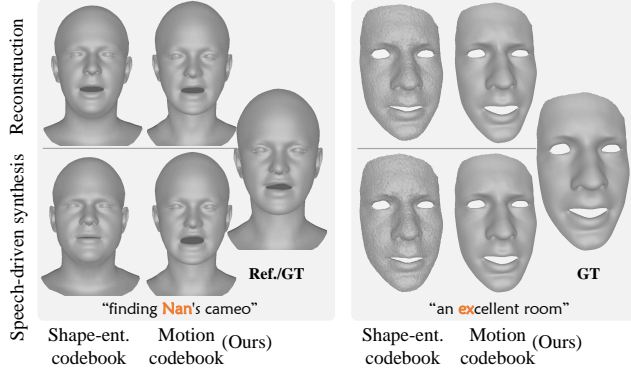 Reconstruction
Speech-driven synthesis
Ref./GT
GT
“finding Nan's cameo”
“an excellent room”
Shape-ent. codebook
Motion codebook (Ours)
Shape-ent. codebook
Motion codebook (Ours)